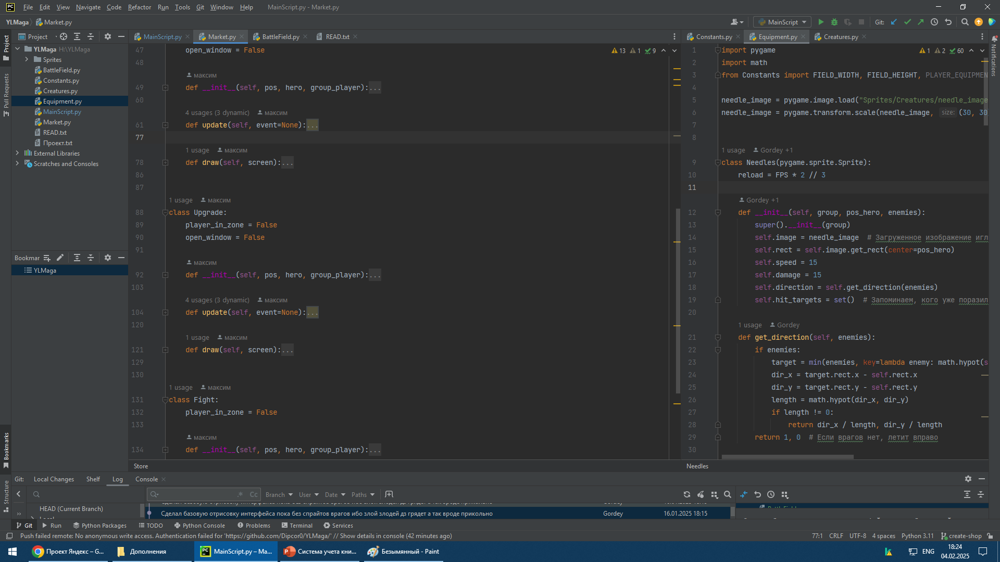 File Edit View Navigate Code Refactor Run Tools Git Window Help MainScript.py - Market.py
YLMaga Market.py MainScript Git:
Project MainScript.py Market.py BattleField.py READ.txt Constants.py Equipment.py Creatures.py
Project
Pull Requests
Bookmarks
Structure
Notifications
YLMaga H:\YLMaga
Sprites
BattleField.py
Constants.py
Creatures.py
Equipment.py
MainScript.py
Market.py
READ.txt
Проект.txt
External Libraries
Scratches and Consoles
Bookmar
YLMaga
13 1 9
47 open_window = False
48
максим
49 def __init__(self, pos, hero, group_player):...
60
4 usages (3 dynamic) максим
61 def update(self, event=None):...
77
1 usage максим
78 def draw(self, screen):...
86
87
1 usage максим
88 class Upgrade:
89 player_in_zone = False
90 open_window = False
91
максим
92 def __init__(self, pos, hero, group_player):...
103
4 usages (3 dynamic) максим
104 def update(self, event=None):...
120
1 usage максим
121 def draw(self, screen):...
129
130
1 usage максим
131 class Fight:
132 player_in_zone = False
133
максим
134 def __init__(self, pos, hero, group_player):...
Store
1 2 60
1 import pygame
2 import math
3 from Constants import FIELD_WIDTH, FIELD_HEIGHT, PLAYER_EQUIPMEN
4
5 needle_image = pygame.image.load("Sprites/Creatures/needle_image
6 needle_image = pygame.transform.scale(needle_image, size: (30, 30
7
8
1 usage Gordey +1
9 class Needles(pygame.sprite.Sprite):
10 reload = FPS * 2 // 3
11
Gordey +1
12 def __init__(self, group, pos_hero, enemies):
13 super().__init__(group)
14 self.image = needle_image # Загруженное изображение игл
15 self.rect = self.image.get_rect(center=pos_hero)
16 self.speed = 15
17 self.damage = 15
18 self.direction = self.get_direction(enemies)
19 self.hit_targets = set() # Запоминаем, кого уже поразил
20
1 usage Gordey
21 def get_direction(self, enemies):
22 if enemies:
23 target = min(enemies, key=lambda enemy: math.hypot(s
24 dir_x = target.rect.x - self.rect.x
25 dir_y = target.rect.y - self.rect.y
26 length = math.hypot(dir_x, dir_y)
27 if length != 0:
28 return dir_x / length, dir_y / length
29 return 1, 0 # Если врагов нет, летит вправо
30
Needles
Git: Local Changes Shelf Log Console
.* Cc Branch User Date Paths
HEAD (Current Branch)
Сделал базовую отрисовку интерфейса пока без спрайтов врагов ибо злой злодей дз грядет а так вроде прикольно Gordey 16.01.2025 18:15
Git Run Python Packages TODO Python Console Problems Terminal Services
Push failed remote: No anonymous write access. Authentication failed for 'https://github.com/Dipcor0/YLMaga/' // Show details in console (42 minutes ago) 77:1 CRLF UTF-8 4 spaces Python 3.11 create-shop
Проект Яндекс – G... Дополнения MainScript.py – Ma... Система учета кни... Безымянный - Paint ENG 18:24
04.02.2025